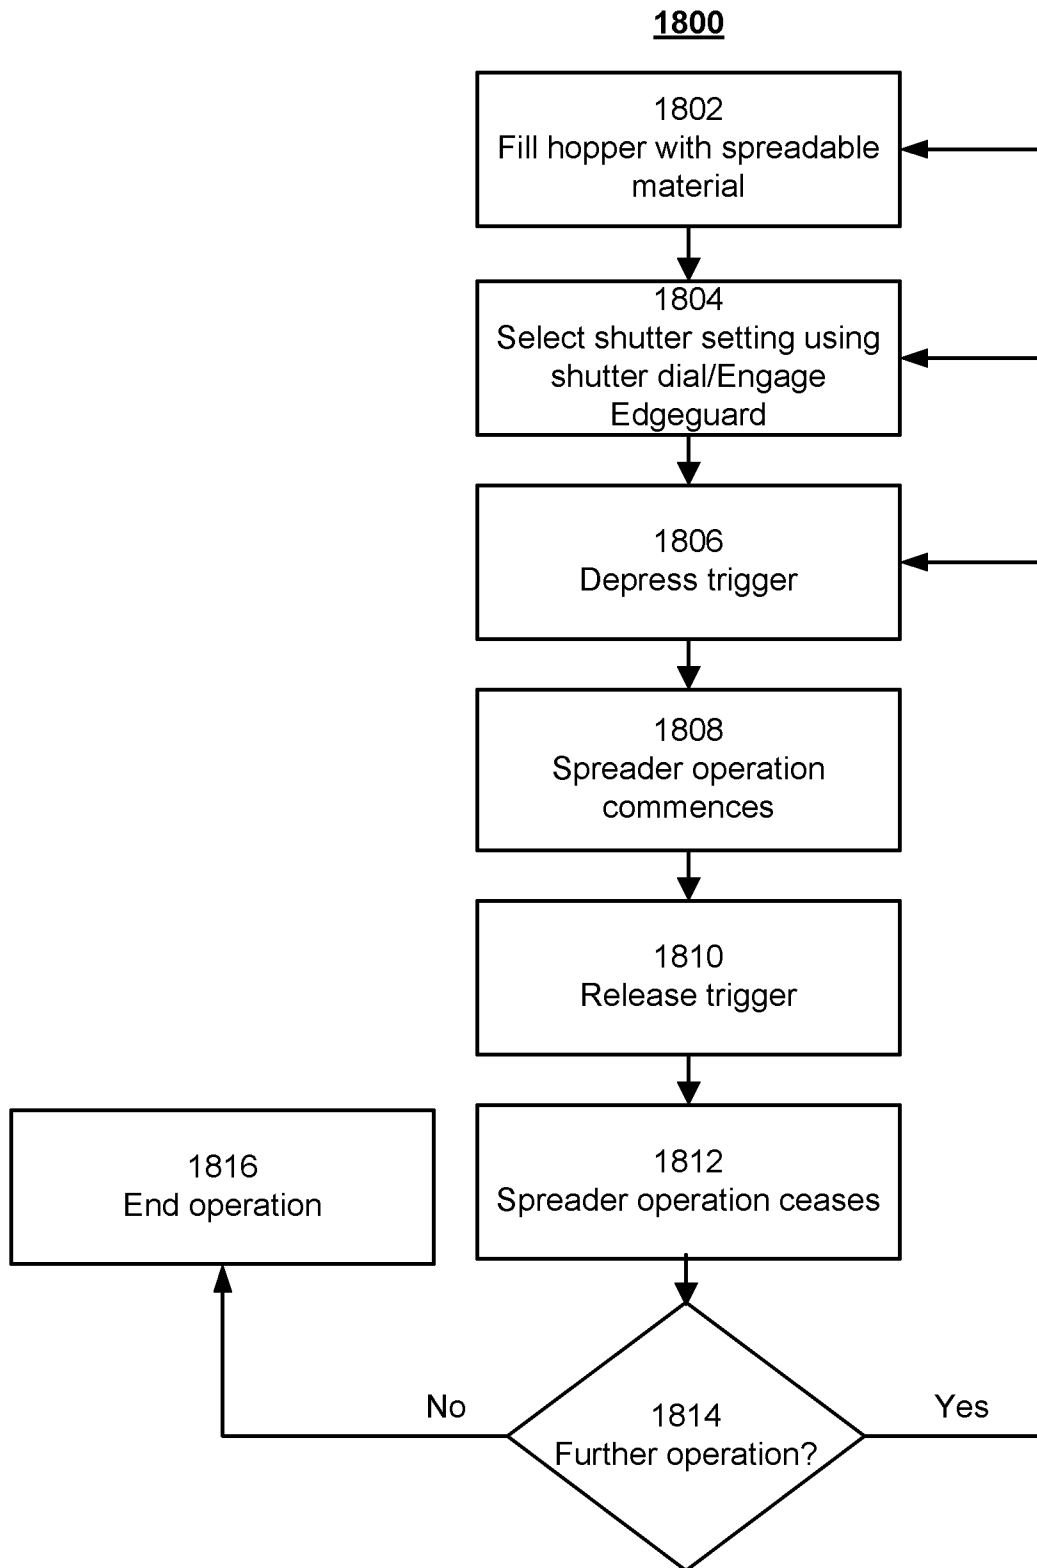 1800
1802
Fill hopper with spreadable
material
1804
Select shutter setting using
shutter dial/Engage
Edgeguard
1806
Depress trigger
1808
Spreader operation
commences
1810
Release trigger
1812
Spreader operation ceases
1816
End operation
1814
Further operation?
No
Yes